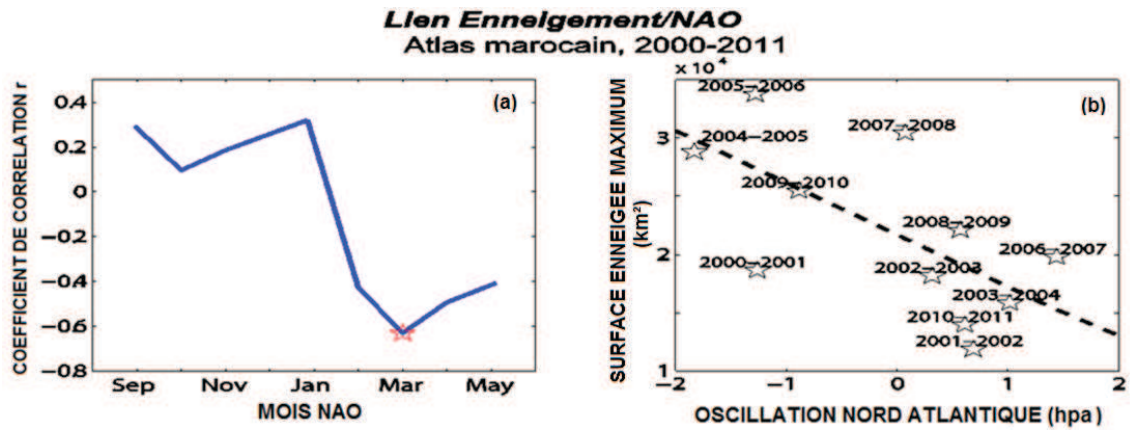 Lien Enneigement/NAO
Atlas marocain, 2000-2011
COEFFICIENT DE CORRELATION r
0.4
0.2
0
−0.2
−0.4
−0.6
−0.8
(a)
Sep Nov Jan Mar May
MOIS NAO
SURFACE ENNEIGEE MAXIMUM
(km²)
x 10⁴
3
2
1
(b)
2005−2006
2007−2008
2004−2005
2009−2010
2008−2009
2006−2007
2000−2001
2002−2003
2003−2004
2010−2011
2001−2002
−2 −1 0 1 2
OSCILLATION NORD ATLANTIQUE (hpa)